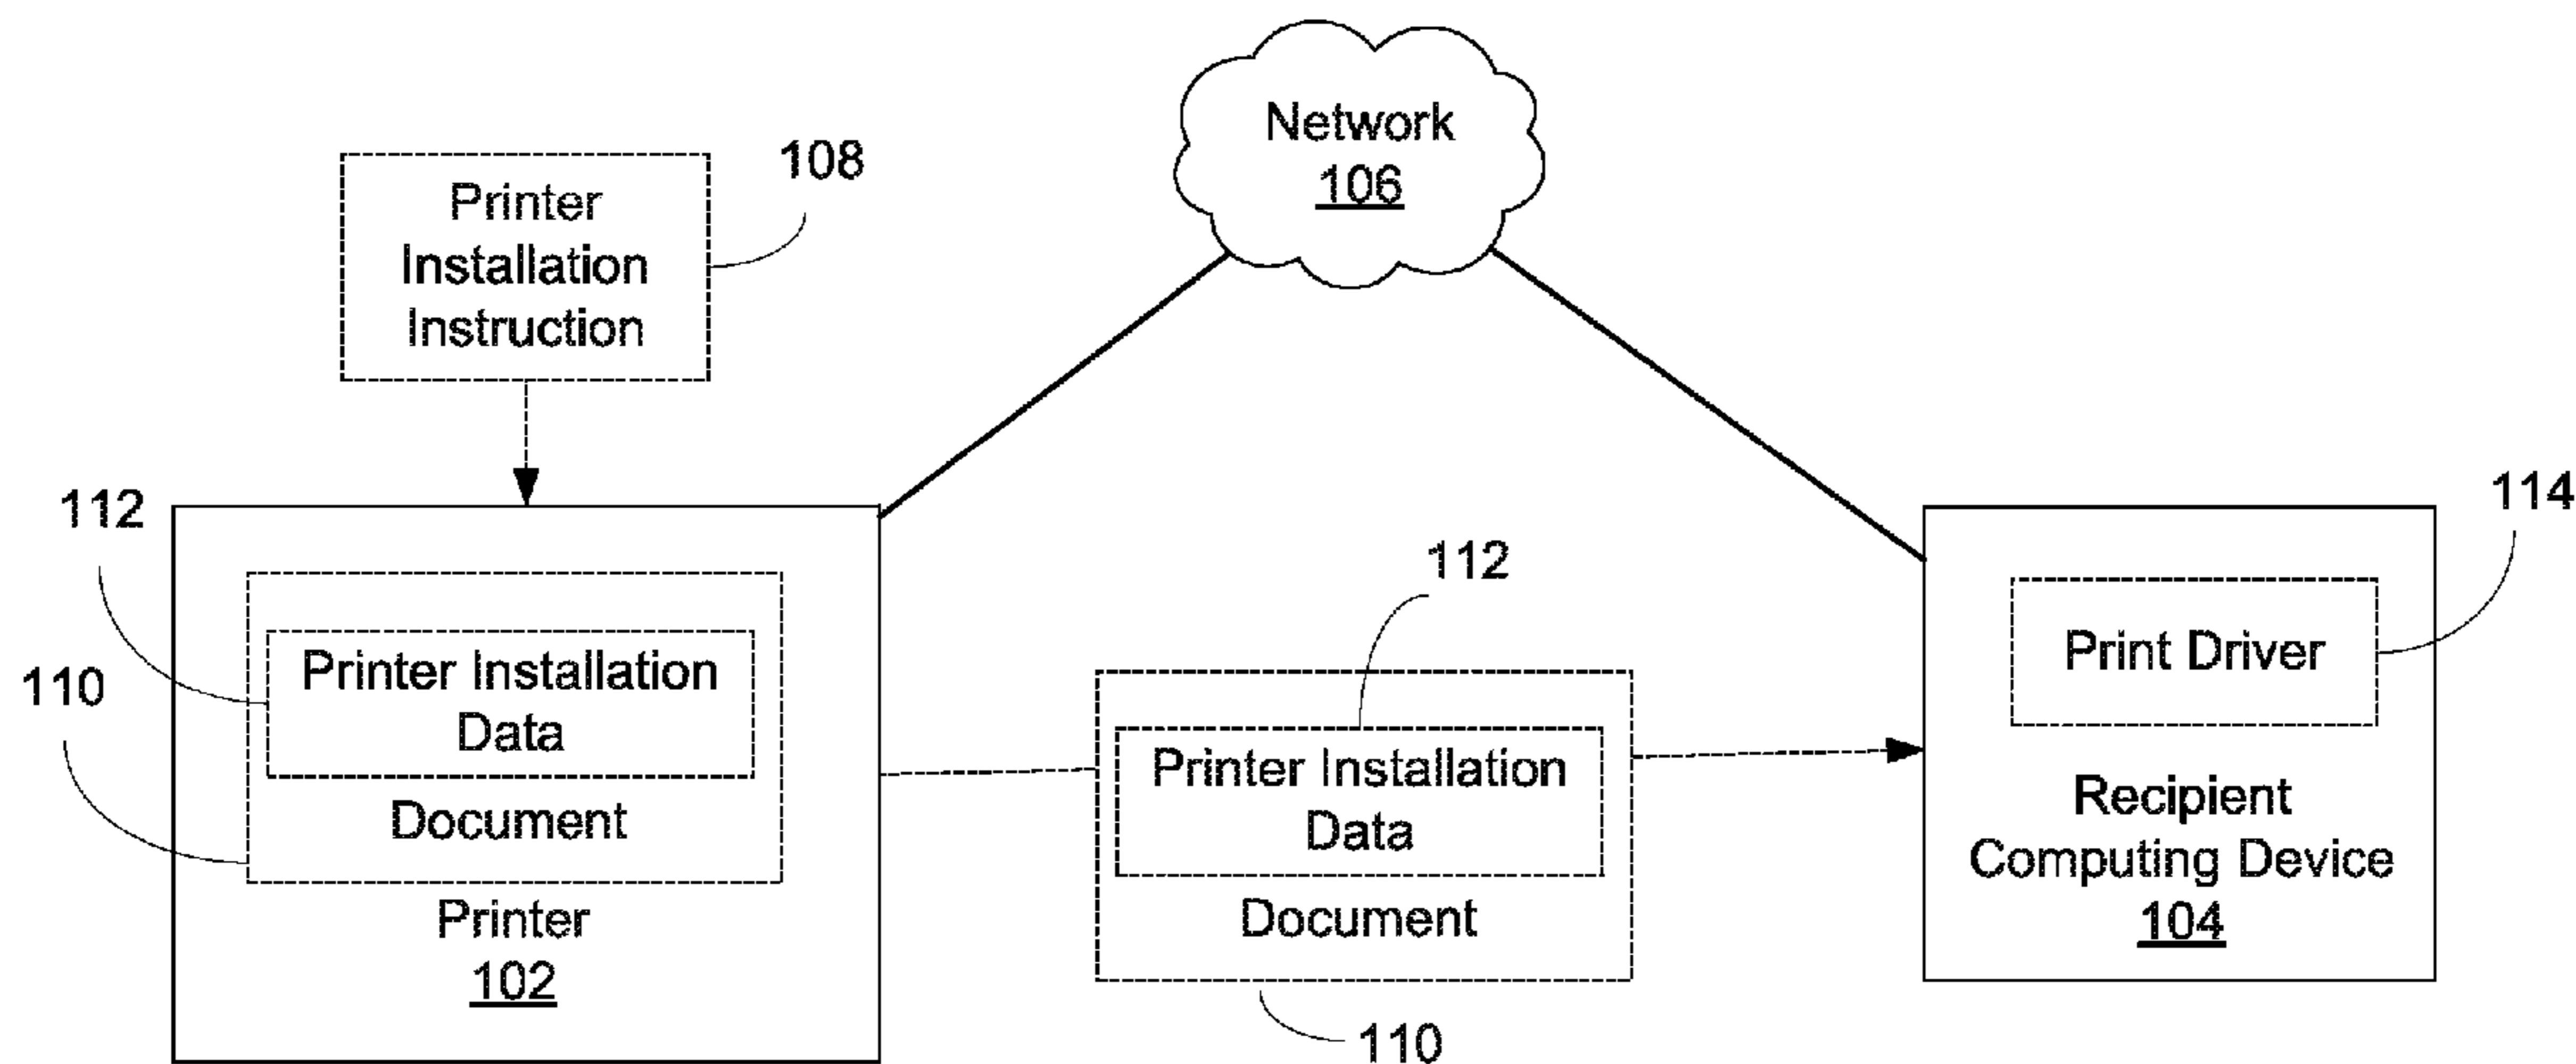 Network
106
108
Printer
Installation
Instruction
112
110
Printer Installation
Data
Document
Printer
102
112
Printer Installation
Data
Document
110
114
Print Driver
Recipient
Computing Device
104